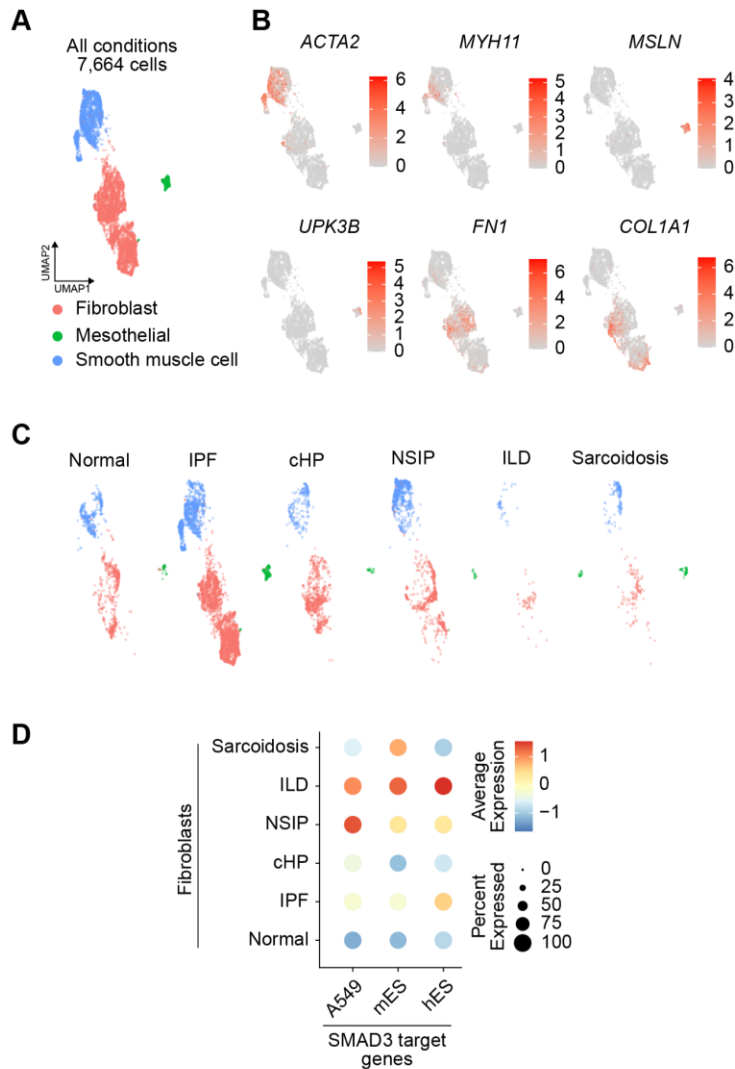 A
All conditions
7,664 cells
UMAP2
UMAP1
Fibroblast
Mesothelial
Smooth muscle cell
B
ACTA2
6
4
2
0
MYH11
5
4
3
2
1
0
MSLN
4
3
2
1
0
UPK3B
5
4
3
2
1
0
FN1
6
4
2
0
COL1A1
6
4
2
0
C
Normal
IPF
cHP
NSIP
ILD
Sarcoidosis
D
Fibroblasts
Sarcoidosis
ILD
NSIP
cHP
IPF
Normal
A549
mES
hES
SMAD3 target
genes
Average
Expression
1
0
−1
Percent
Expressed
0
25
50
75
100